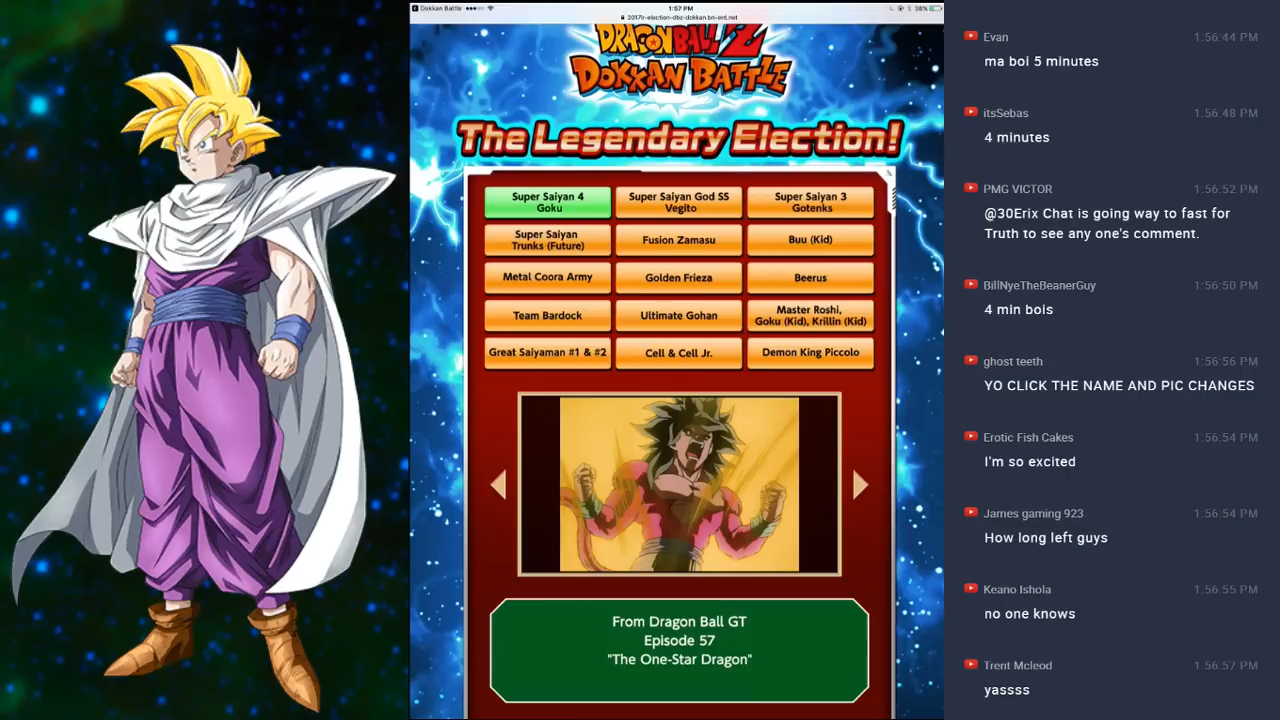 Dokkan Battle
1:57 PM
38%
2017lr-election-dbz-dokkan.bn-ent.net
DRAGONBALL Z
DOKKAN BATTLE
The Legendary Election!
Super Saiyan 4
Goku
Super Saiyan God SS
Vegito
Super Saiyan 3
Gotenks
Super Saiyan
Trunks (Future)
Fusion Zamasu
Buu (Kid)
Metal Coora Army
Golden Frieza
Beerus
Team Bardock
Ultimate Gohan
Master Roshi,
Goku (Kid), Krillin (Kid)
Great Saiyaman #1 & #2
Cell & Cell Jr.
Demon King Piccolo
From Dragon Ball GT
Episode 57
"The One-Star Dragon"
Evan 1:56:44 PM
ma boi 5 minutes
itsSebas 1:56:48 PM
4 minutes
PMG VICTOR 1:56:52 PM
@30Erix Chat is going way to fast for
Truth to see any one's comment.
BillNyeTheBeanerGuy 1:56:50 PM
4 min bois
ghost teeth 1:56:56 PM
YO CLICK THE NAME AND PIC CHANGES
Erotic Fish Cakes 1:56:54 PM
I'm so excited
James gaming 923 1:56:54 PM
How long left guys
Keano Ishola 1:56:55 PM
no one knows
Trent Mcleod 1:56:57 PM
yassss